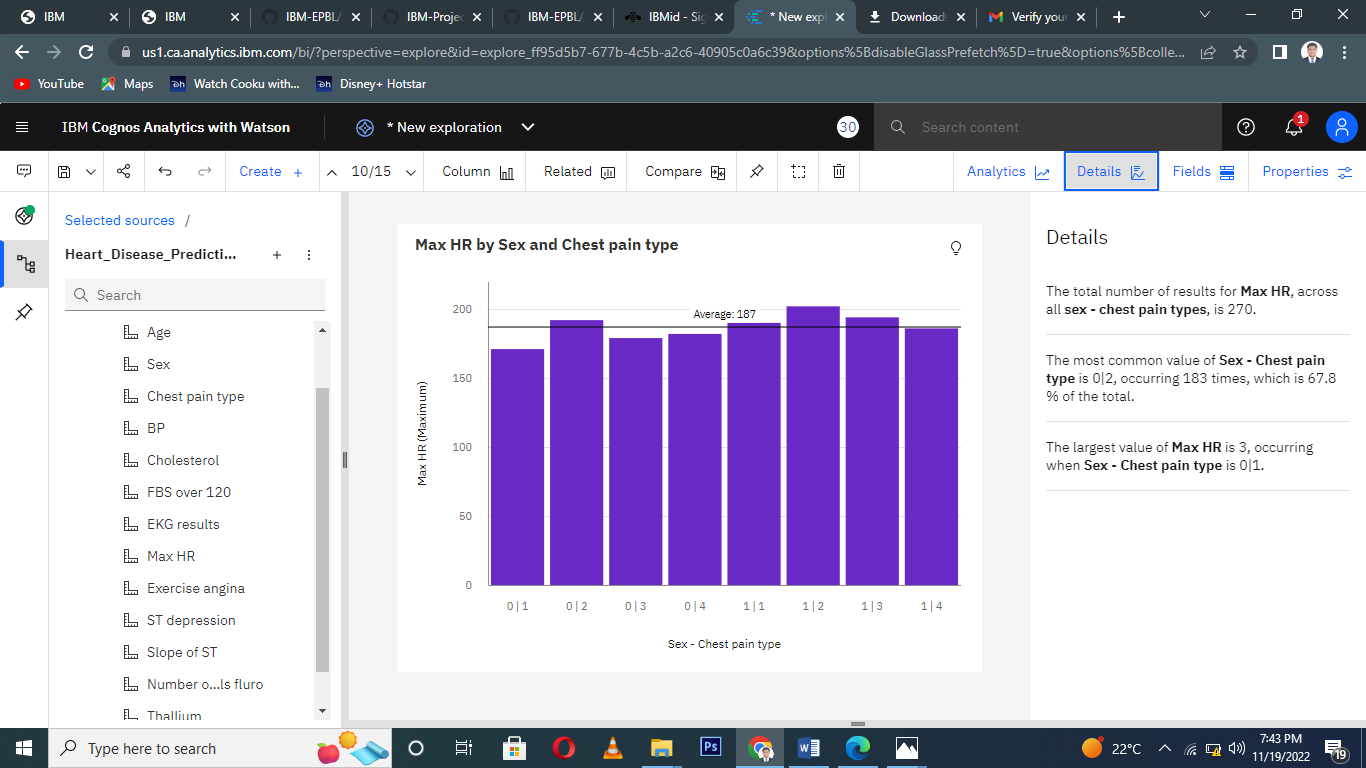 IBM
IBM
IBM-EPBL/
IBM-Projec
IBM-EPBL/
IBMid - Sig
* New expl
Download
Verify your
us1.ca.analytics.ibm.com/bi/?perspective=explore&id=explore_ff95d5b7-677b-4c5b-a2c6-40905c0a6c39&options%5BdisableGlassPrefetch%5D=true&options%5Bcolle...
YouTube
Maps
Watch Cooku with...
Disney+ Hotstar
IBM Cognos Analytics with Watson
* New exploration
30
Search content
1
Create +
10/15
Column
Related
Compare
Analytics
Details
Fields
Properties
Selected sources /
Heart_Disease_Predicti...
Search
Age
Sex
Chest pain type
BP
Cholesterol
FBS over 120
EKG results
Max HR
Exercise angina
ST depression
Slope of ST
Number o...ls fluro
Thallium
Max HR by Sex and Chest pain type
Max HR (Maximum)
200
150
100
50
0
Average: 187
0 | 1
0 | 2
0 | 3
0 | 4
1 | 1
1 | 2
1 | 3
1 | 4
Sex - Chest pain type
Details
The total number of results for Max HR, across
all sex - chest pain types, is 270.
The most common value of Sex - Chest pain
type is 0|2, occurring 183 times, which is 67.8
% of the total.
The largest value of Max HR is 3, occurring
when Sex - Chest pain type is 0|1.
Type here to search
Ps
22°C
7:43 PM
11/19/2022
19